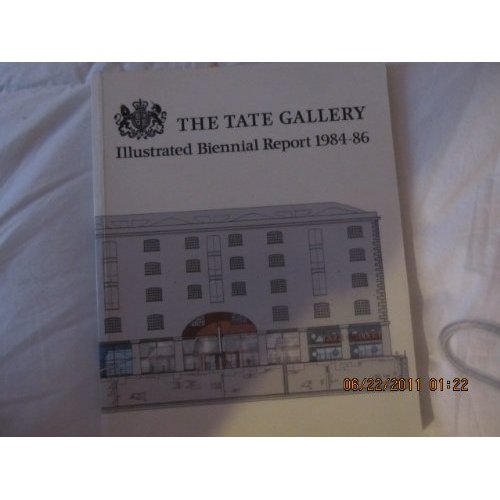 THE TATE GALLERY
Illustrated Biennial Report 1984-86
06/22/2011 01:22